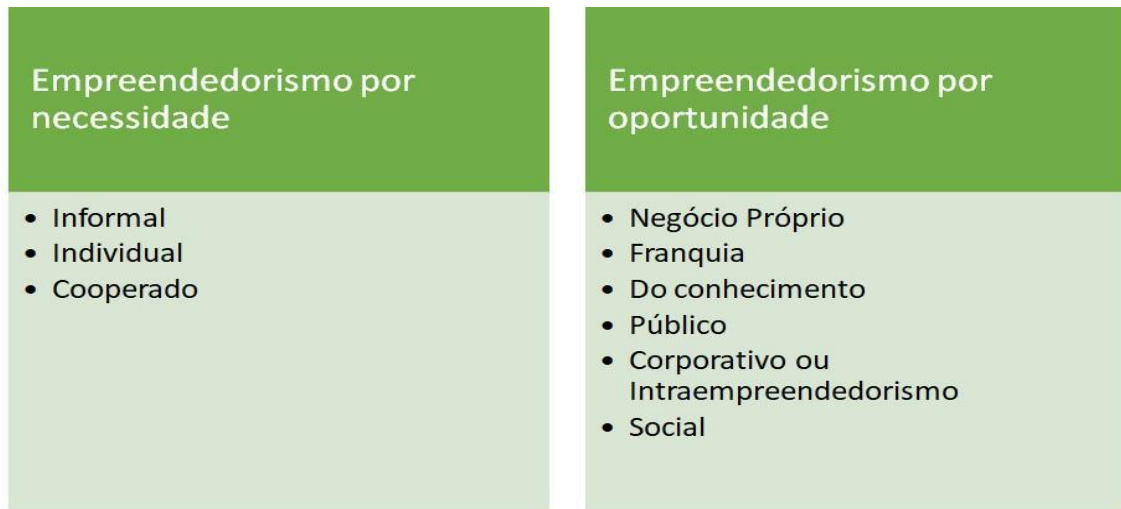 Empreendedorismo por
necessidade
• Informal
• Individual
• Cooperado
Empreendedorismo por
oportunidade
• Negócio Próprio
• Franquia
• Do conhecimento
• Público
• Corporativo ou
Intraempreendedorismo
• Social